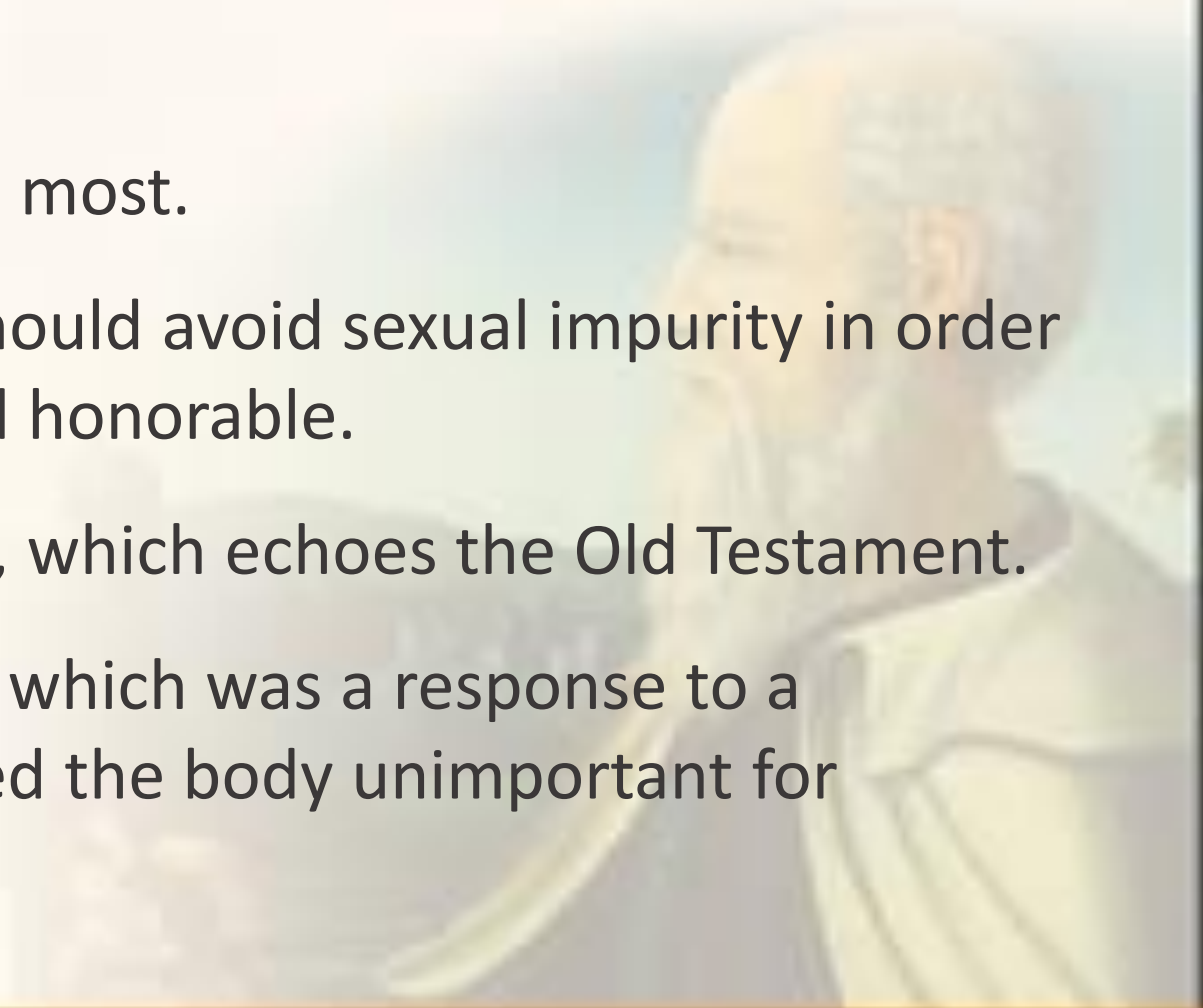 most.
hould avoid sexual impurity in order
honorable.
, which echoes the Old Testament.
which was a response to a
ed the body unimportant for